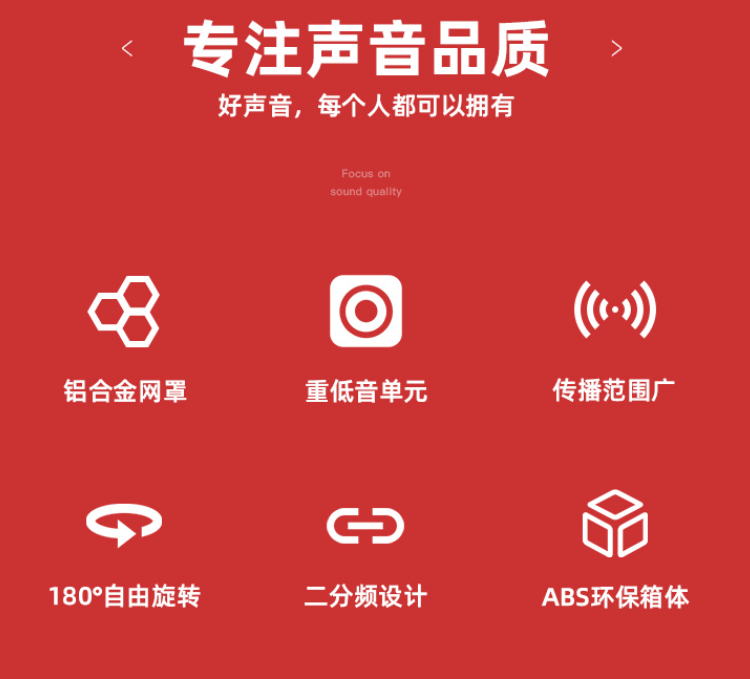 专注声音品质
好声音，每个人都可以拥有
Focus on
sound quality
铝合金网罩
重低音单元
传播范围广
180°自由旋转
二分频设计
ABS环保箱体